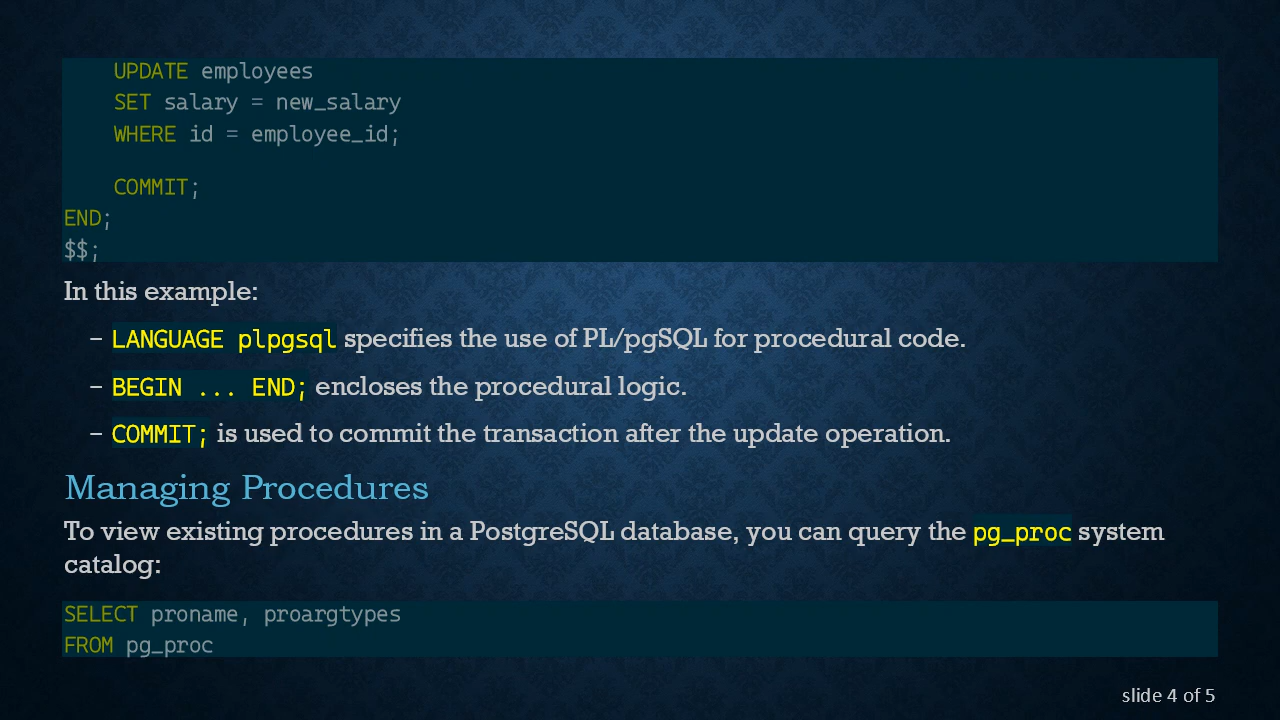 UPDATE employees
SET salary = new_salary
WHERE id = employee_id;
COMMIT;
END;
$$;
In this example:
– LANGUAGE plpgsql specifies the use of PL/pgSQL for procedural code.
– BEGIN ... END; encloses the procedural logic.
– COMMIT; is used to commit the transaction after the update operation.
Managing Procedures
To view existing procedures in a PostgreSQL database, you can query the pg_proc system
catalog:
SELECT proname, proargtypes
FROM pg_proc
slide 4 of 5